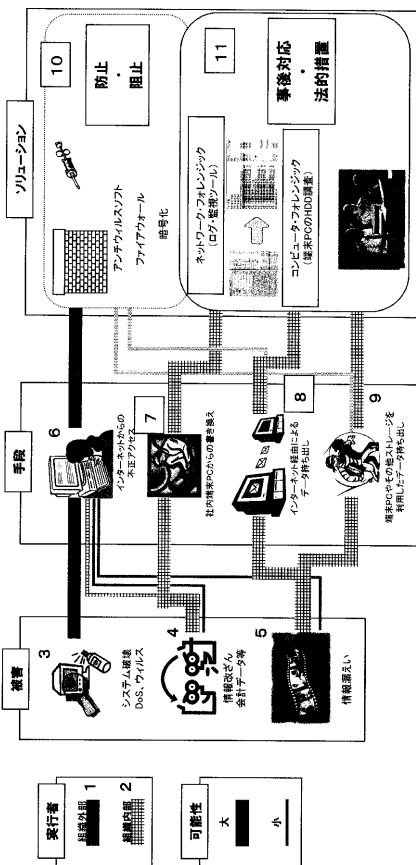 実行者
組織外部 1
組織内部 2
可能性
大
小
被害
3
システム破壊
DoS、ウィルス
4
情報改ざん
会計データ等
5
情報漏えい
手段
6
インターネットからの
不正アクセス
7
社内端末PCからの書き換え
8
インターネット経由による
データ持ち出し
9
端末PCやその他ストレージを
利用したデータ持ち出し
ソリューション
10
防止
・
阻止
アンチウィルスソフト
ファイアウォール
暗号化
11
事後対応
・
法的措置
ネットワーク・フォレンジック
(ログ・監視ツール)
コンピュータ・フォレンジック
(端末PCのHDD調査)